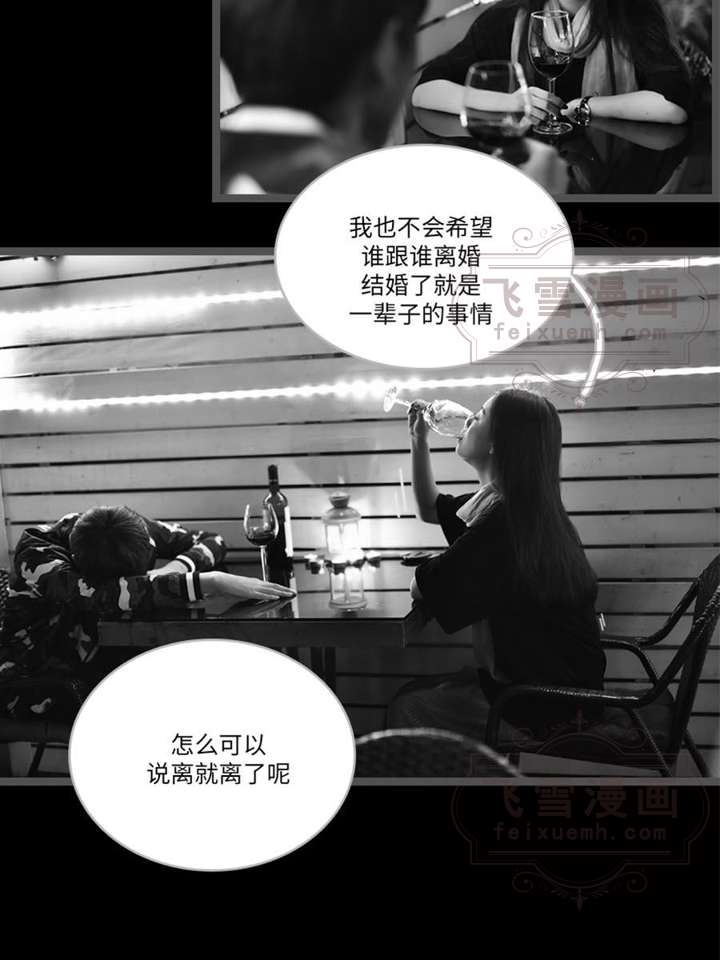 我也不会希望
谁跟谁离婚
结婚了就是
一辈子的事情
飞雪漫画
feixuemh.com
怎么可以
说离就离了呢
飞雪漫画
feixuemh.com